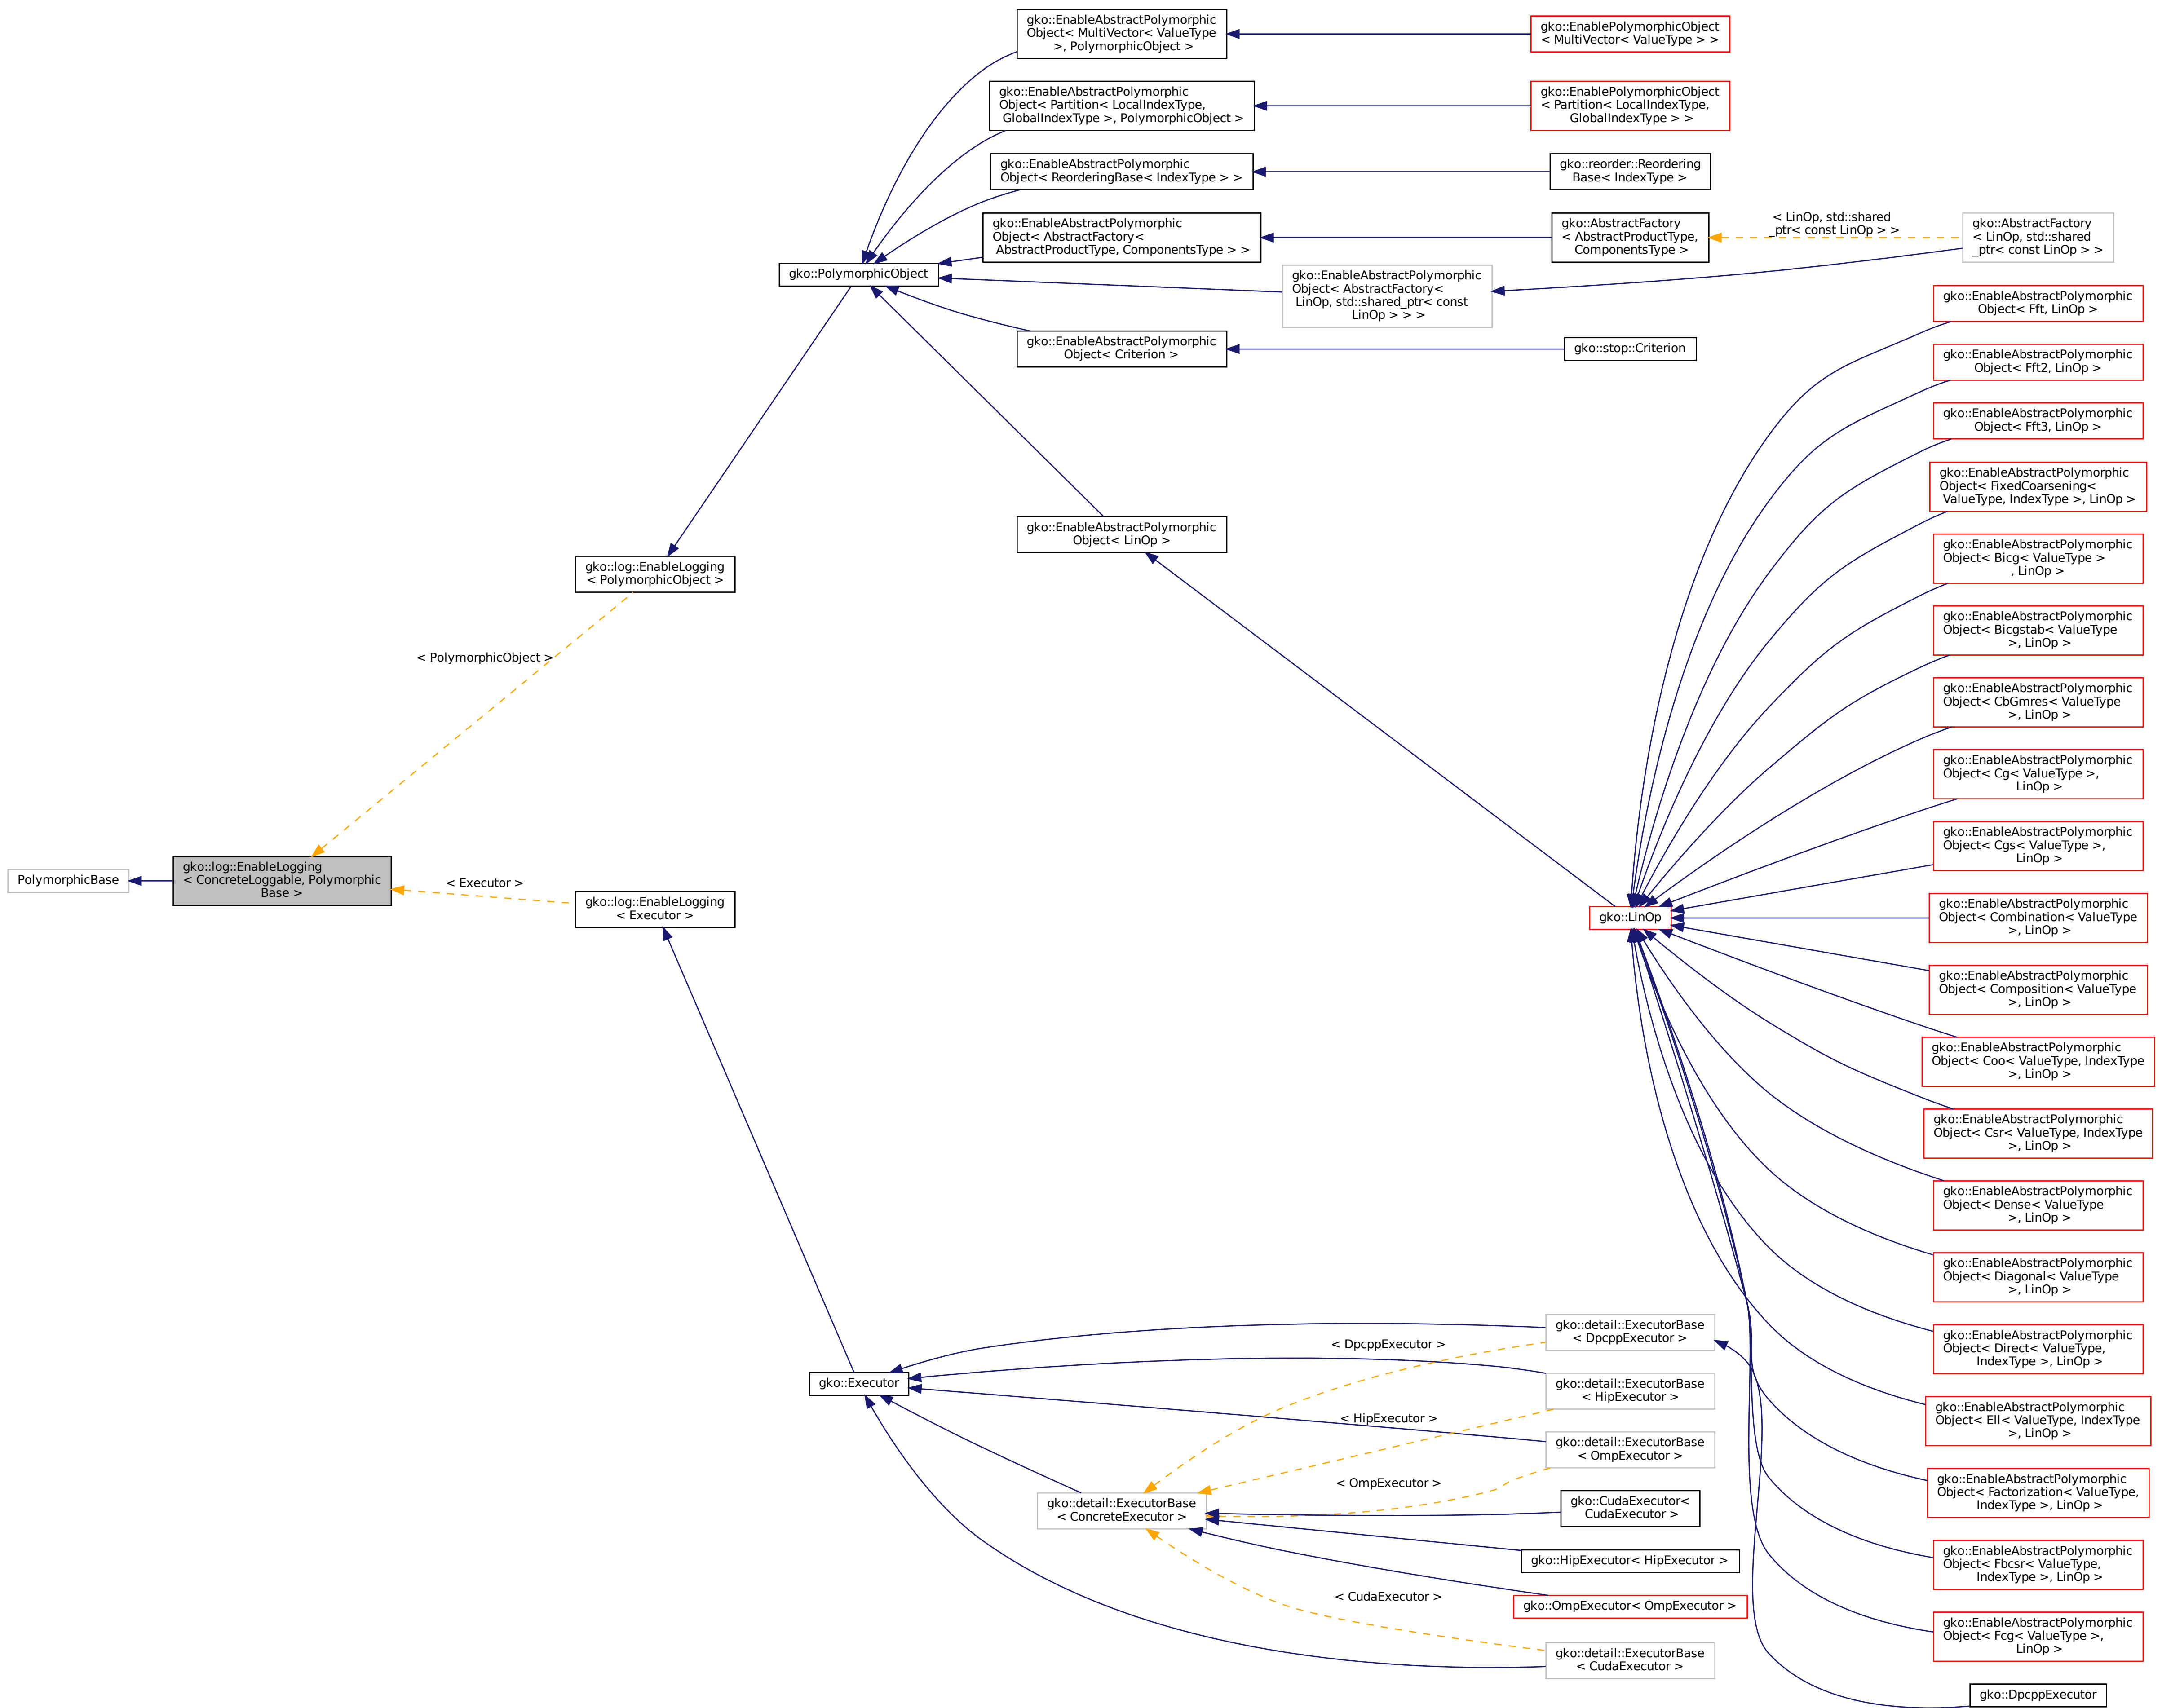 gko::EnableAbstractPolymorphic
Object< MultiVector< ValueType
>, PolymorphicObject >
gko::EnablePolymorphicObject
< MultiVector< ValueType > >
gko::EnableAbstractPolymorphic
Object< Partition< LocalIndexType,
GlobalIndexType >, PolymorphicObject >
gko::EnablePolymorphicObject
< Partition< LocalIndexType,
GlobalIndexType > >
gko::EnableAbstractPolymorphic
Object< ReorderingBase< IndexType > >
gko::reorder::Reordering
Base< IndexType >
gko::EnableAbstractPolymorphic
Object< AbstractFactory<
AbstractProductType, ComponentsType > >
gko::AbstractFactory
< AbstractProductType,
ComponentsType >
< LinOp, std::shared
_ptr< const LinOp > >
gko::AbstractFactory
< LinOp, std::shared
_ptr< const LinOp > >
gko::PolymorphicObject
gko::EnableAbstractPolymorphic
Object< AbstractFactory<
LinOp, std::shared_ptr< const
LinOp > > >
gko::EnableAbstractPolymorphic
Object< Criterion >
gko::stop::Criterion
gko::EnableAbstractPolymorphic
Object< Fft, LinOp >
gko::EnableAbstractPolymorphic
Object< Fft2, LinOp >
gko::EnableAbstractPolymorphic
Object< Fft3, LinOp >
gko::EnableAbstractPolymorphic
Object< FixedCoarsening<
ValueType, IndexType >, LinOp >
gko::EnableAbstractPolymorphic
Object< LinOp >
gko::EnableAbstractPolymorphic
Object< Bicg< ValueType >
, LinOp >
gko::log::EnableLogging
< PolymorphicObject >
gko::EnableAbstractPolymorphic
Object< Bicgstab< ValueType
>, LinOp >
< PolymorphicObject >
gko::EnableAbstractPolymorphic
Object< CbGmres< ValueType
>, LinOp >
gko::EnableAbstractPolymorphic
Object< Cg< ValueType >,
LinOp >
gko::EnableAbstractPolymorphic
Object< Cgs< ValueType >,
LinOp >
PolymorphicBase
gko::log::EnableLogging
< ConcreteLoggable, Polymorphic
Base >
< Executor >
gko::log::EnableLogging
< Executor >
gko::LinOp
gko::EnableAbstractPolymorphic
Object< Combination< ValueType
>, LinOp >
gko::EnableAbstractPolymorphic
Object< Composition< ValueType
>, LinOp >
gko::EnableAbstractPolymorphic
Object< Coo< ValueType, IndexType
>, LinOp >
gko::EnableAbstractPolymorphic
Object< Csr< ValueType, IndexType
>, LinOp >
gko::EnableAbstractPolymorphic
Object< Dense< ValueType
>, LinOp >
gko::EnableAbstractPolymorphic
Object< Diagonal< ValueType
>, LinOp >
gko::EnableAbstractPolymorphic
Object< Direct< ValueType,
IndexType >, LinOp >
gko::Executor
< DpcppExecutor >
gko::detail::ExecutorBase
< DpcppExecutor >
< HipExecutor >
gko::detail::ExecutorBase
< HipExecutor >
gko::EnableAbstractPolymorphic
Object< Ell< ValueType, IndexType
>, LinOp >
< OmpExecutor >
gko::detail::ExecutorBase
< OmpExecutor >
gko::EnableAbstractPolymorphic
Object< Factorization< ValueType,
IndexType >, LinOp >
gko::detail::ExecutorBase
< ConcreteExecutor >
gko::CudaExecutor<
CudaExecutor >
gko::HipExecutor< HipExecutor >
gko::EnableAbstractPolymorphic
Object< Fbcsr< ValueType,
IndexType >, LinOp >
< CudaExecutor >
gko::OmpExecutor< OmpExecutor >
gko::EnableAbstractPolymorphic
Object< Fcg< ValueType >,
LinOp >
gko::detail::ExecutorBase
< CudaExecutor >
gko::DpcppExecutor